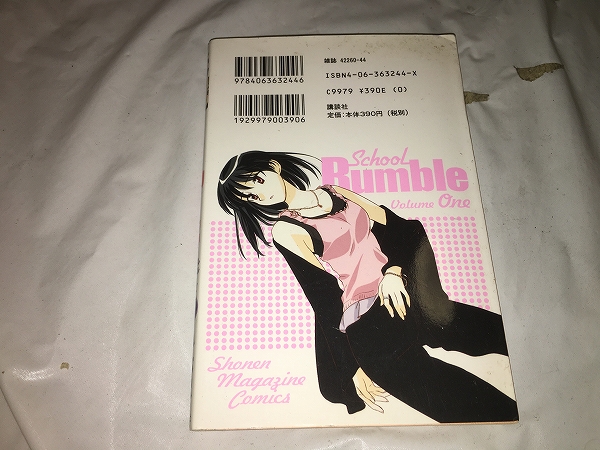 雑誌 42260-44
9784063632446
ISBN4-06-363244-X
C9979 ¥390E (0)
1929979003906
講談社
定価:本体390円(税別)
School
Rumble
Volume One
Shonen
Magazine
Comics